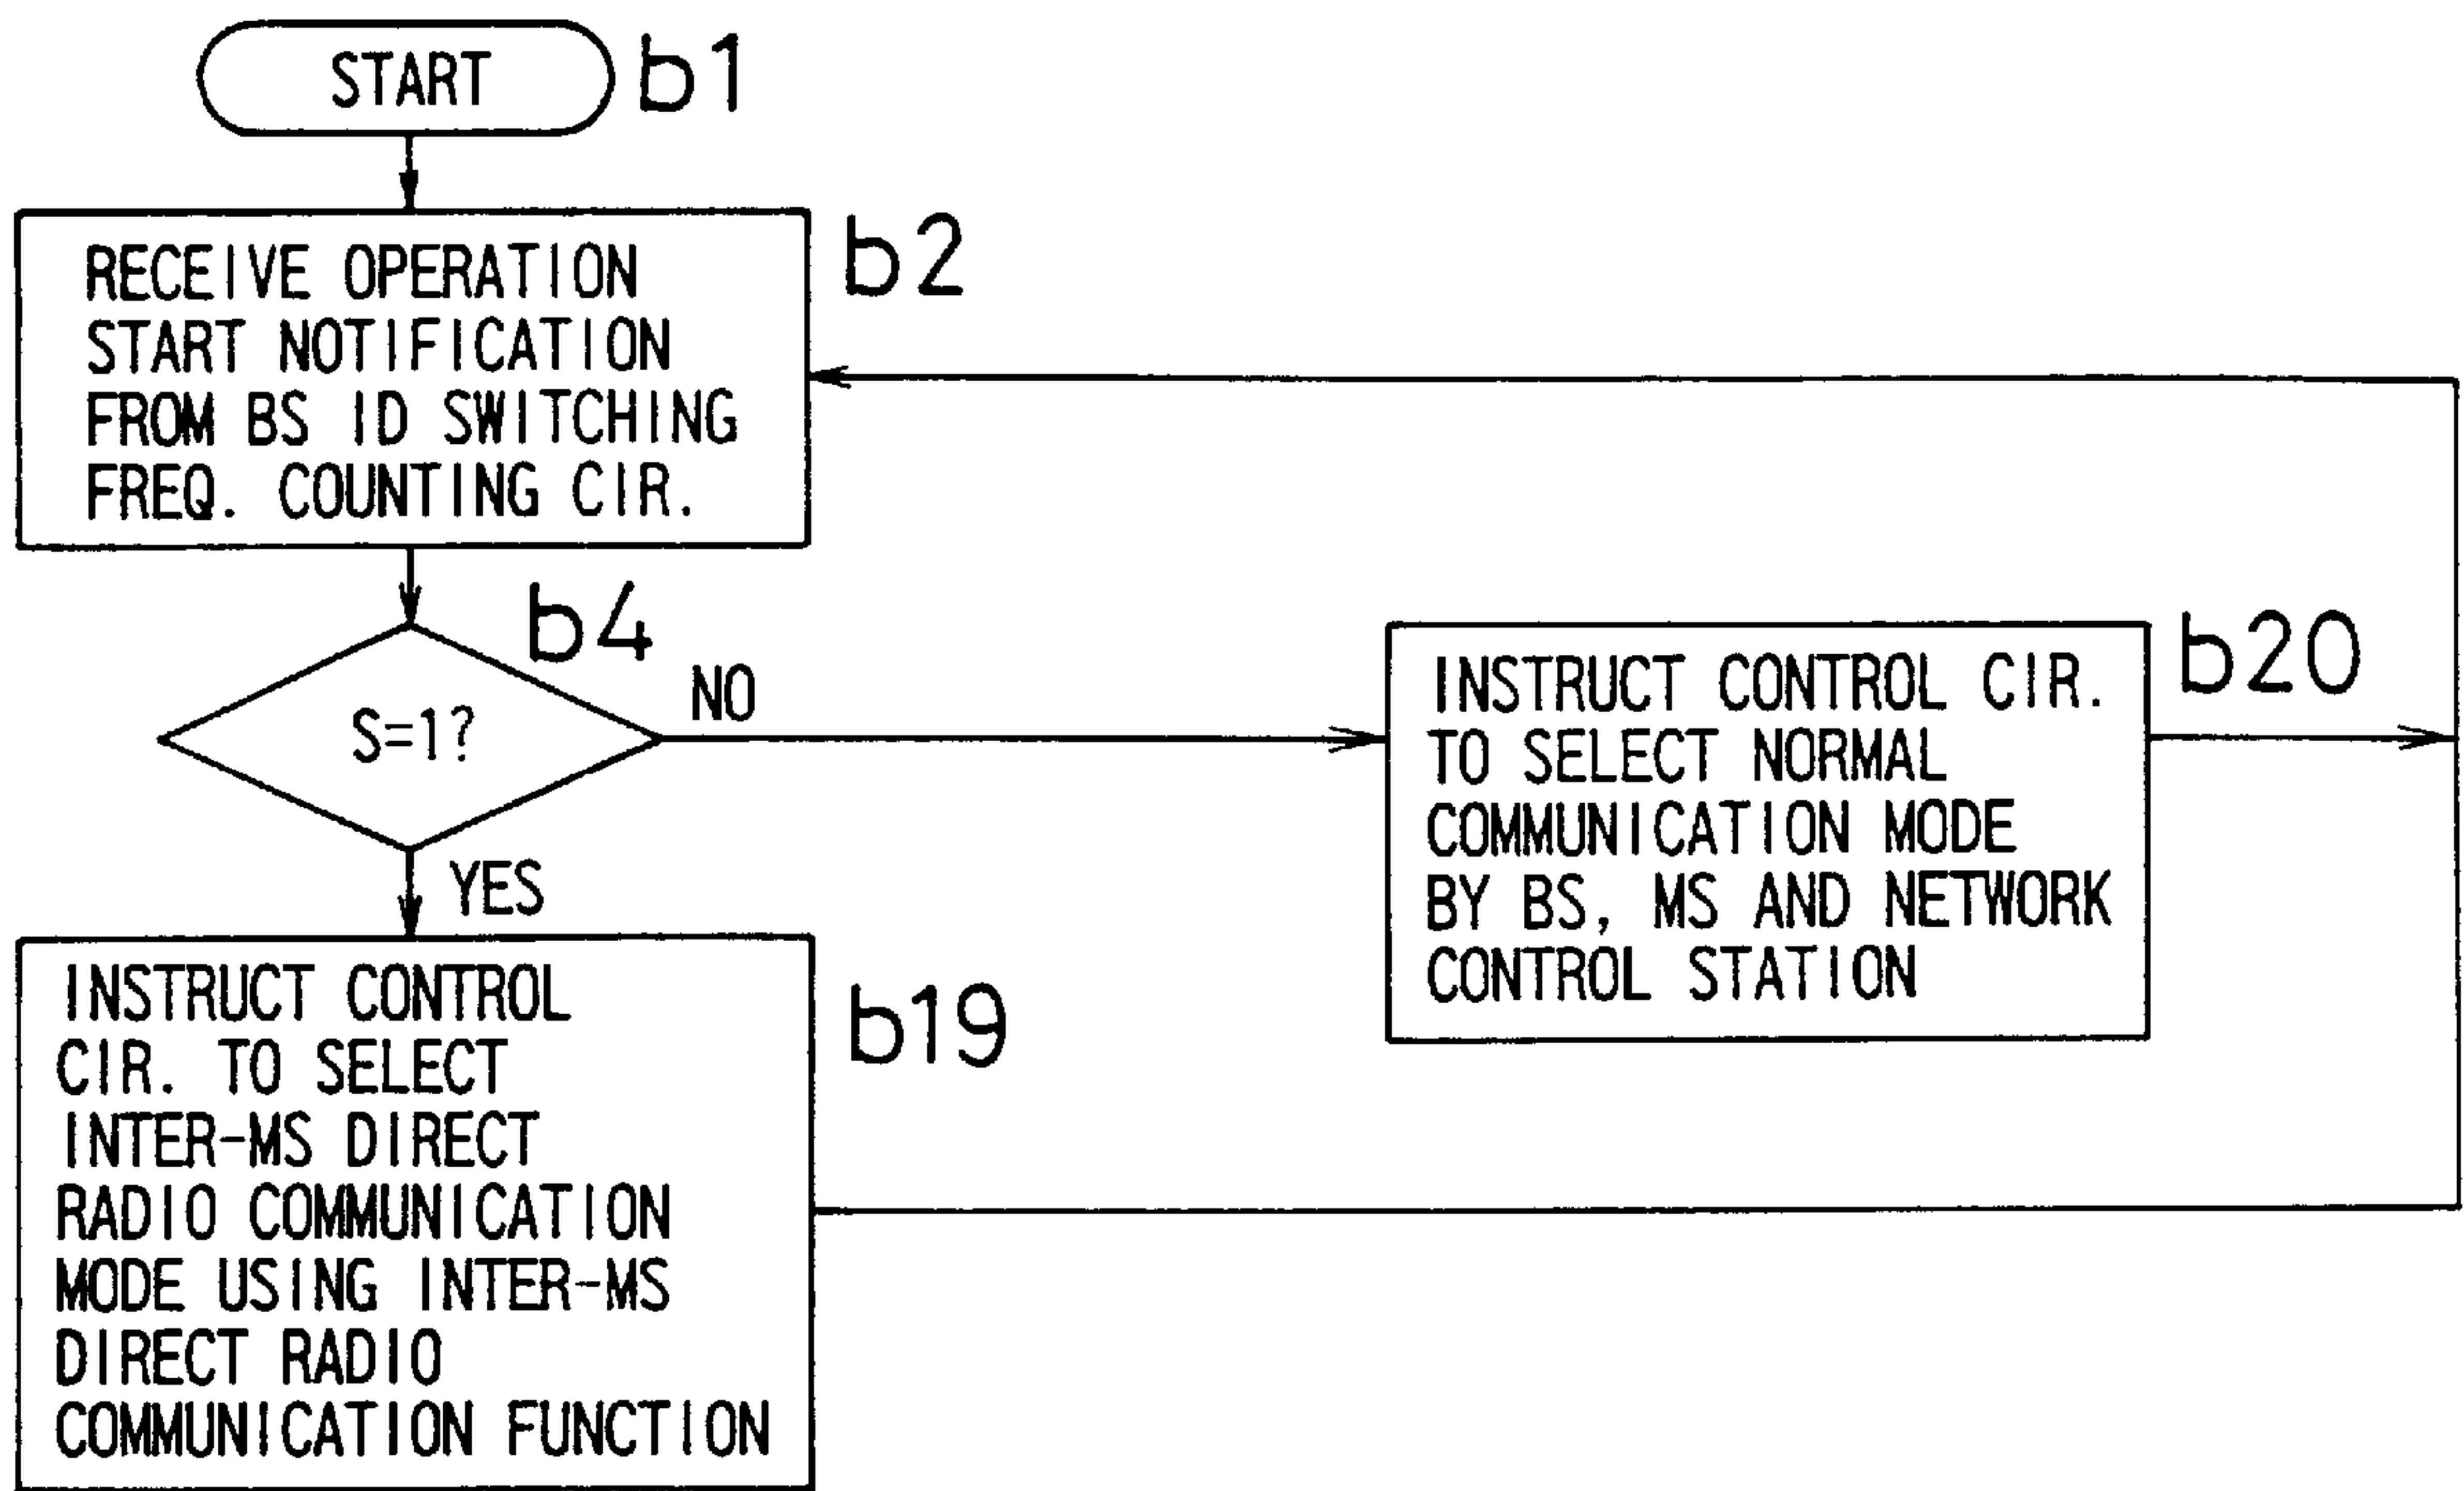 START
b1
RECEIVE OPERATION
START NOTIFICATION
FROM BS ID SWITCHING
FREQ. COUNTING CIR.
b2
b4
S=1?
NO
YES
INSTRUCT CONTROL CIR.
TO SELECT NORMAL
COMMUNICATION MODE
BY BS, MS AND NETWORK
CONTROL STATION
b20
INSTRUCT CONTROL
CIR. TO SELECT
INTER-MS DIRECT
RADIO COMMUNICATION
MODE USING INTER-MS
DIRECT RADIO
COMMUNICATION FUNCTION
b19